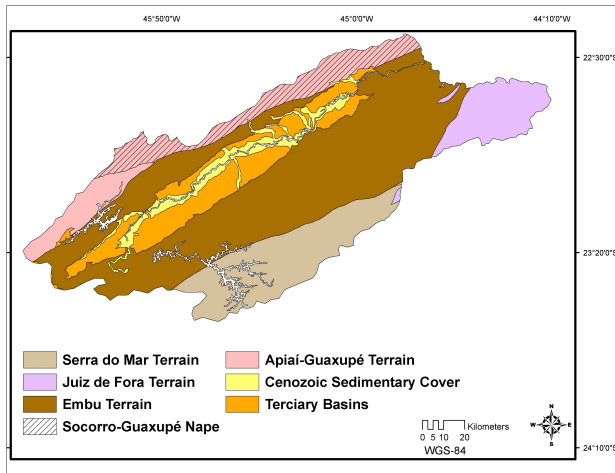 45°50'0"W 45°0'0"W 44°10'0"W
22°30'0"S
23°20'0"S
24°10'0"S
Serra do Mar Terrain Apiaí-Guaxupé Terrain
Juiz de Fora Terrain Cenozoic Sedimentary Cover
Embu Terrain Terciary Basins
Socorro-Guaxupé Nape
N
W E
S
Kilometers
0 5 10 20
WGS-84